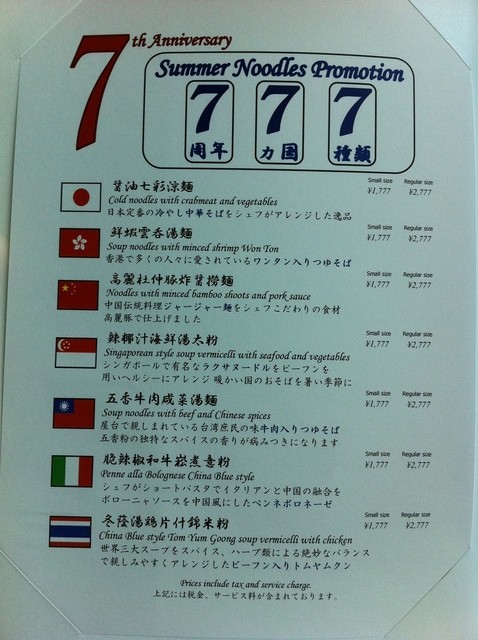 7th Anniversary
Summer Noodles Promotion
7 7 7
周年 カ国 種類
Small size Regular size
醤油七彩涼麺 ¥1,777 ¥2,777
Cold noodles with crabmeat and vegetables
日本定番の冷やし中華そばをシェフがアレンジした逸品
Small size Regular size
鮮蝦雲呑湯麺 ¥1,777 ¥2,777
Soup noodles with minced shrimp Won Ton
香港で多くの人々に愛されているワンタン入りつゆそば
Small size Regular size
高麗杜仲豚炸醤撈麺 ¥1,777 ¥2,777
Noodles with minced bamboo shoots and pork sauce
中国伝統料理ジャージャー麺をシェフこだわりの食材
高麗豚で仕上げました
Small size Regular size
辣椰汁海鮮湯太粉 ¥1,777 ¥2,777
Singaporean style soup vermicelli with seafood and vegetables
シンガポールで有名なラクサヌードルをビーフンを
用いヘルシーにアレンジ 暖かい国のおそばを暑い季節に
Small size Regular size
五香牛肉咸菜湯麺 ¥1,777 ¥2,777
Soup noodles with beef and Chinese spices
屋台で親しまれている台湾庶民の味牛肉入りつゆそば
五香粉の独特なスパイスの香りが病みつきになります
Small size Regular size
脆辣椒和牛崧煮意粉 ¥1,777 ¥2,777
Penne alla Bolognese China Blue style
シェフがショートパスタでイタリアンと中国の融合を
ボローニャソースを中国風にしたペンネボロネーゼ
Small size Regular size
冬蔭湯鶏片什錦米粉 ¥1,777 ¥2,777
China Blue style Tom Yum Goong soup vermicelli with chicken
世界三大スープをスパイス、ハーブ類による絶妙なバランス
で親しみやすくアレンジしたビーフン入りトムヤムクン
Prices include tax and service charge.
上記には税金、サービス料が含まれております。